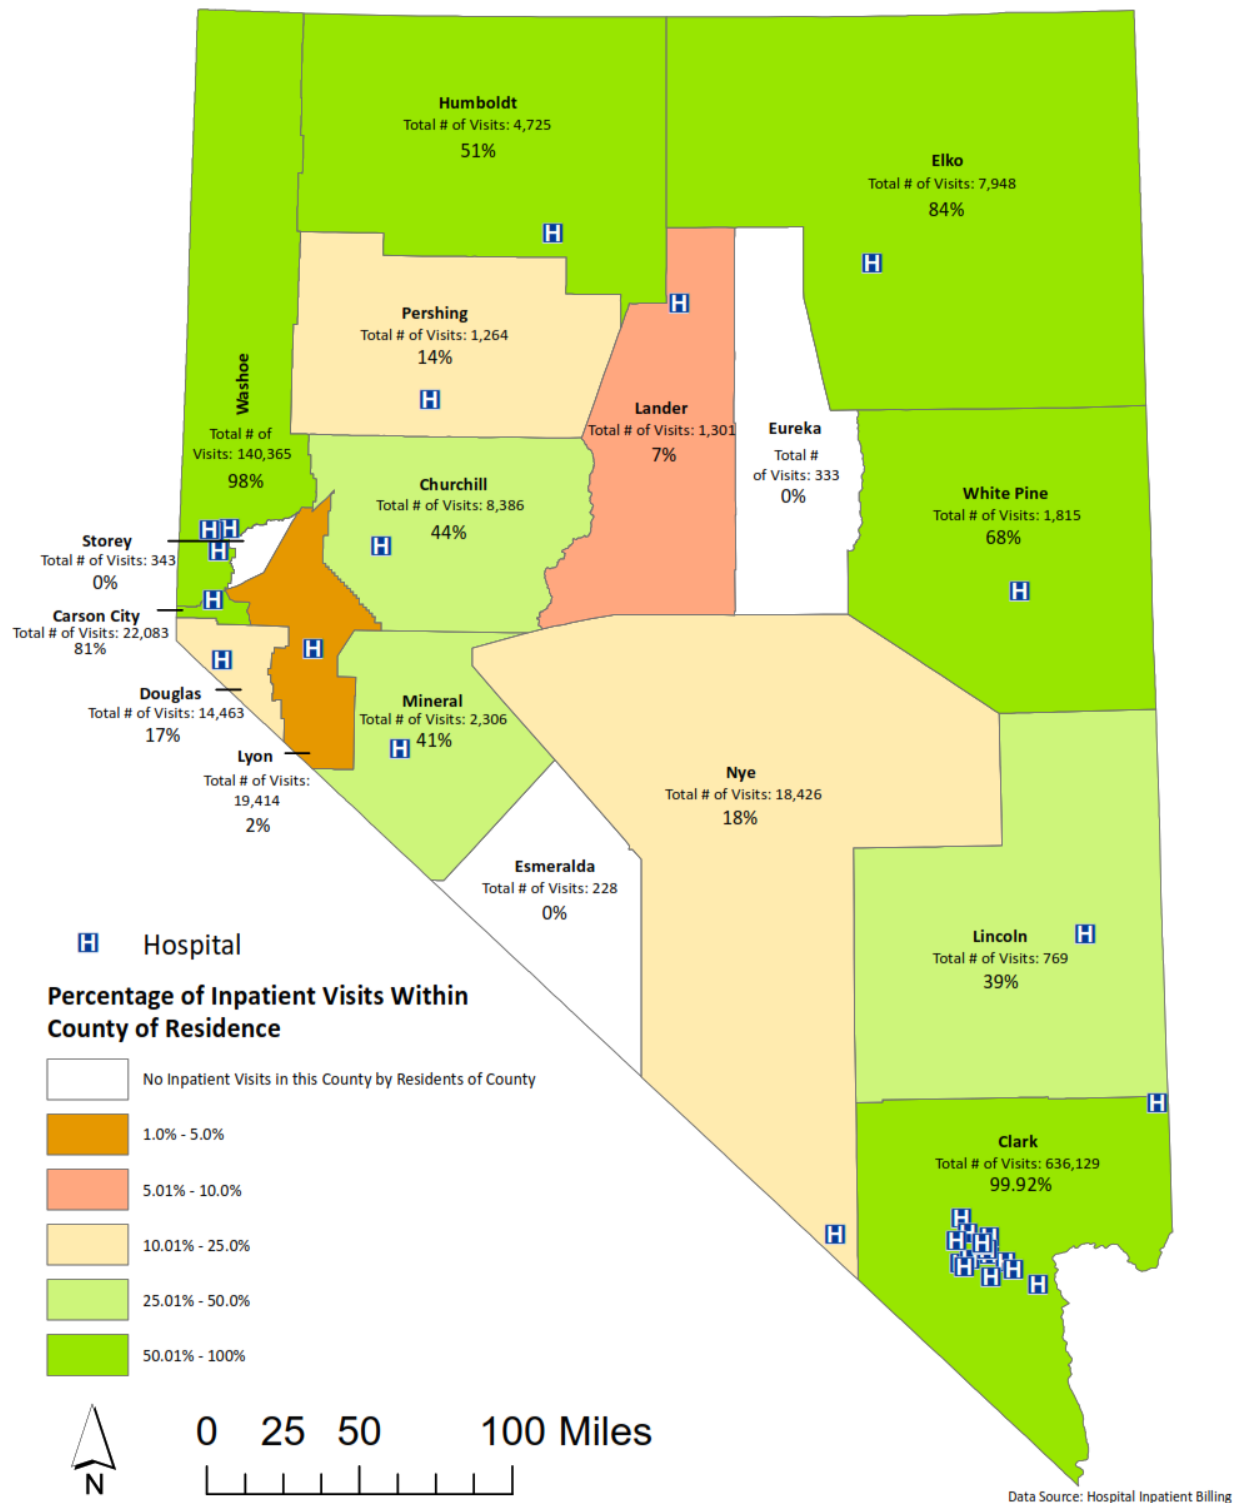 Humboldt
Total # of Visits: 4,725
51%
Elko
Total # of Visits: 7,948
84%
H
H
H
Pershing
Total # of Visits: 1,264
14%
H
Washoe
Total # of
Visits: 140,365
98%
Lander
Total # of Visits: 1,301
7%
Eureka
Total #
of Visits: 333
0%
Churchill
Total # of Visits: 8,386
44%
H
White Pine
Total # of Visits: 1,815
68%
H
H H
H
Storey
Total # of Visits: 343
0%
H
Carson City
Total # of Visits: 22,083
81%
H
H
Douglas
Total # of Visits: 14,463
17%
Mineral
Total # of Visits: 2,306
H 41%
Lyon
Total # of Visits:
19,414
2%
Nye
Total # of Visits: 18,426
18%
Esmeralda
Total # of Visits: 228
0%
Lincoln
H
Total # of Visits: 769
39%
H
Clark
Total # of Visits: 636,129
99.92%
H
H
H
H
H
H
H
H
H
H Hospital
Percentage of Inpatient Visits Within
County of Residence
No Inpatient Visits in this County by Residents of County
1.0% - 5.0%
5.01% - 10.0%
10.01% - 25.0%
25.01% - 50.0%
50.01% - 100%
N
0 25 50 100 Miles
Data Source: Hospital Inpatient Billing